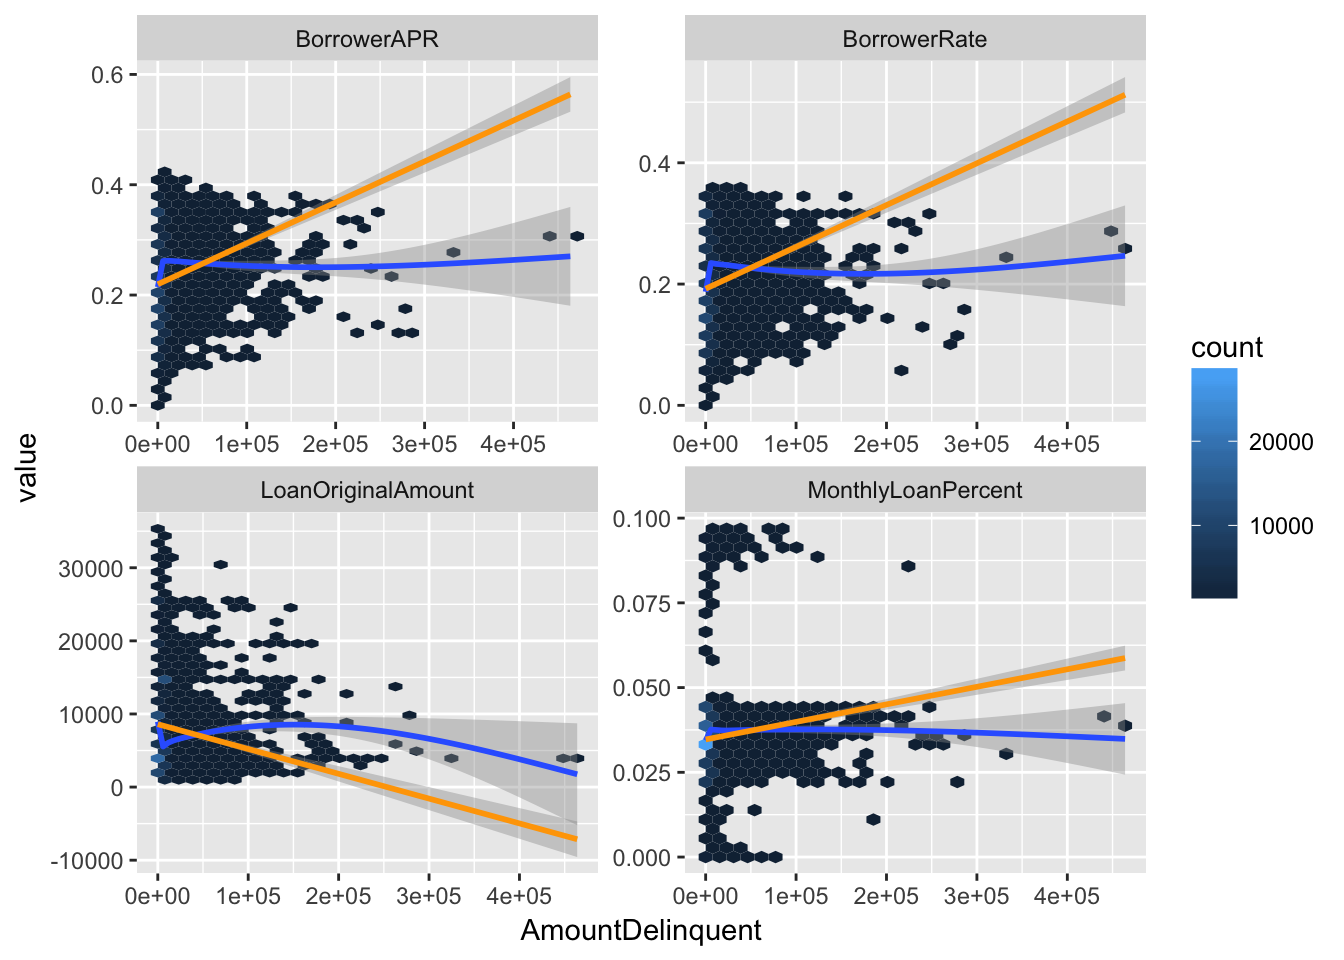 BorrowerAPR
BorrowerRate
0.6
0.4
0.2
0.0
0.4
0.2
0.0
0e+00 1e+05 2e+05 3e+05 4e+05
0e+00 1e+05 2e+05 3e+05 4e+05
LoanOriginalAmount
MonthlyLoanPercent
30000
20000
10000
0
-10000
0.100
0.075
0.050
0.025
0.000
0e+00 1e+05 2e+05 3e+05 4e+05
0e+00 1e+05 2e+05 3e+05 4e+05
value
AmountDelinquent
count
20000
10000